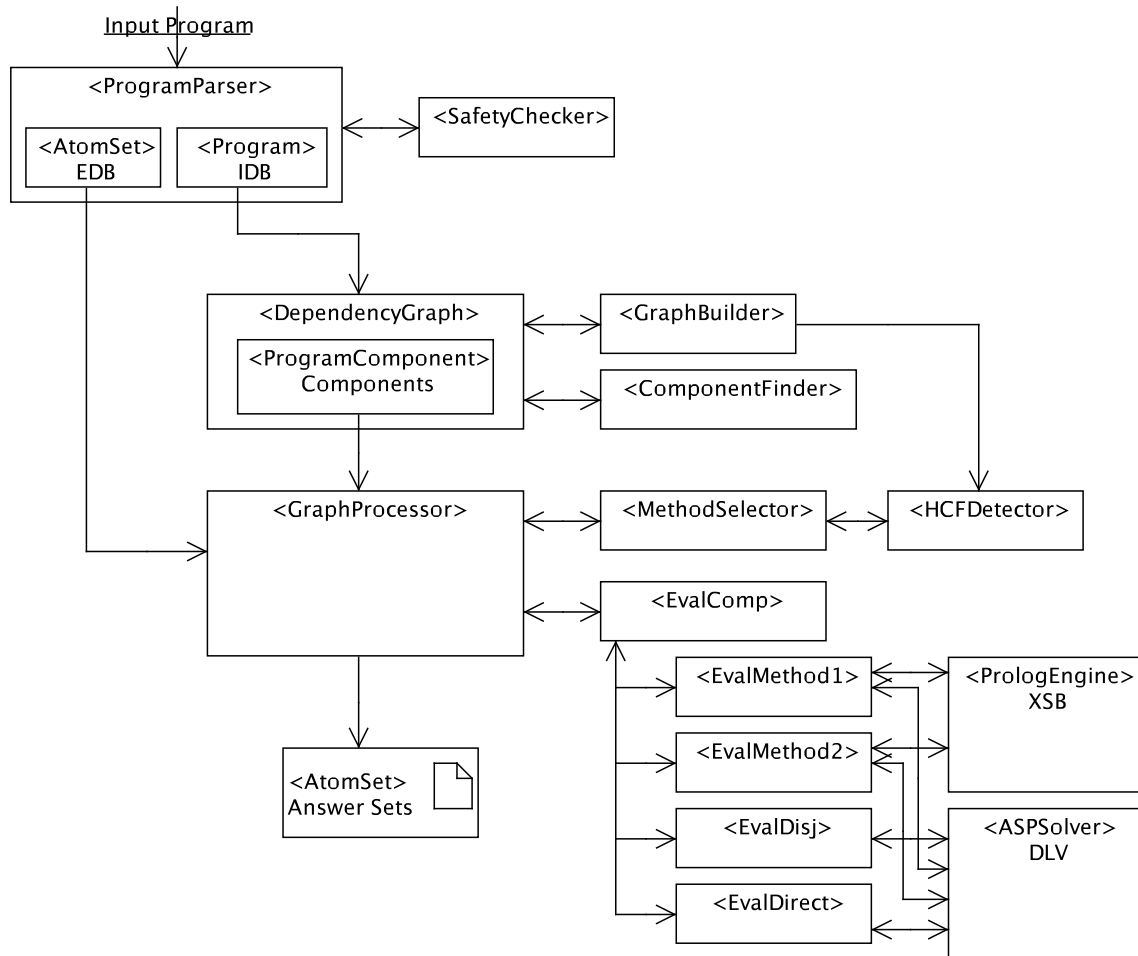 Input Program
<ProgramParser>
<SafetyChecker>
<AtomSet>
EDB
<Program>
IDB
<DependencyGraph>
<GraphBuilder>
<ProgramComponent>
Components
<ComponentFinder>
<GraphProcessor>
<MethodSelector>
<HCFDetector>
<EvalComp>
<EvalMethod1>
<PrologEngine>
XSB
<EvalMethod2>
<AtomSet>
Answer Sets
<EvalDisj>
<ASPSolver>
DLV
<EvalDirect>